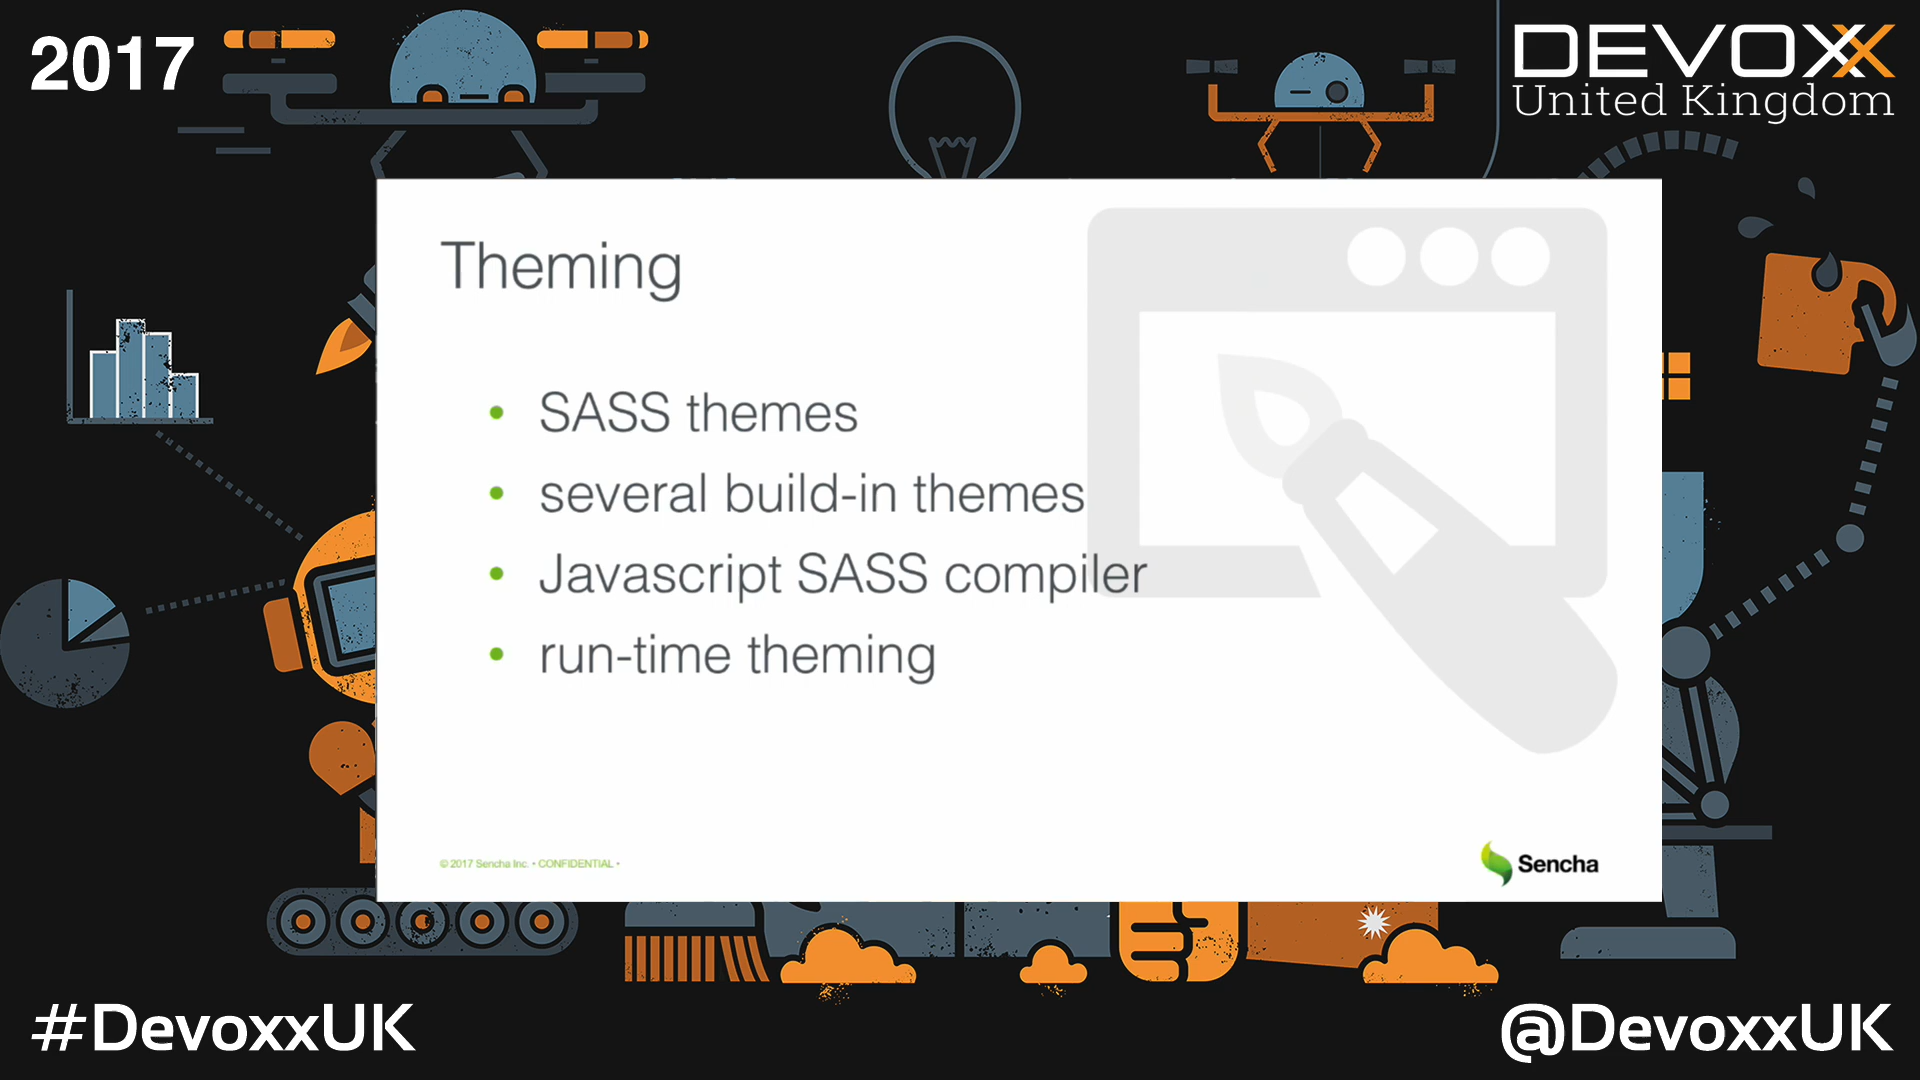 2017
DEVOXX
United Kingdom
Theming
• SASS themes
• several build-in themes
• Javascript SASS compiler
• run-time theming
© 2017 Sencha Inc. • CONFIDENTIAL •
Sencha
#DevoxxUK
@DevoxxUK